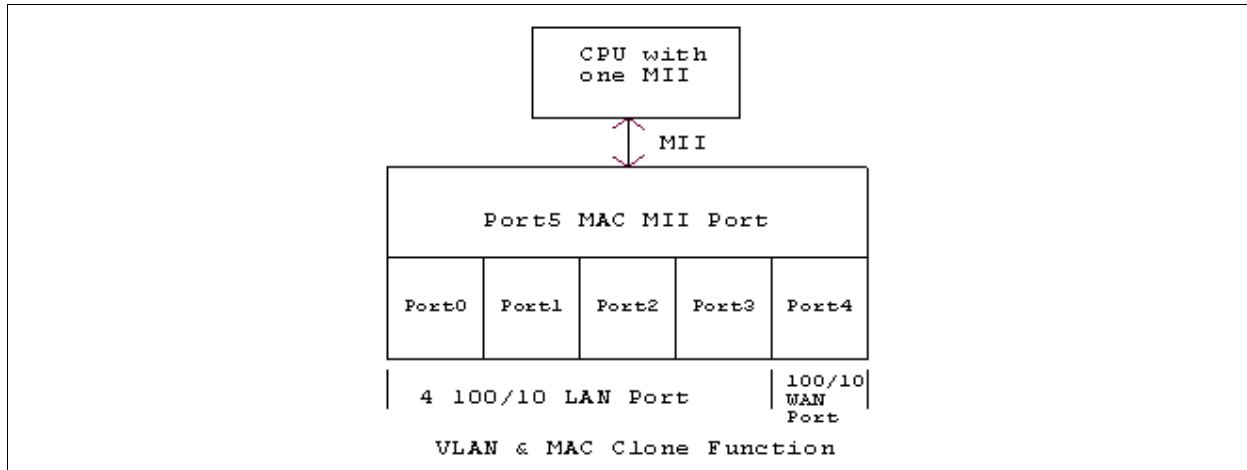 CPU with
one MII
MII
Port5 MAC MII Port
Port0 Port1 Port2 Port3 Port4
4 100/10 LAN Port
100/10
WAN
Port
VLAN & MAC Clone Function